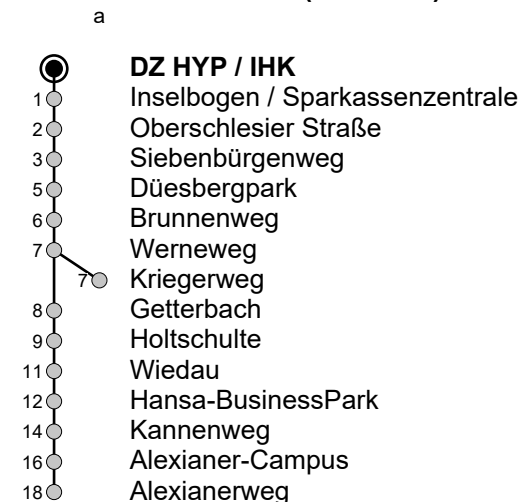 a
DZ HYP / IHK
1 Inselbogen / Sparkassenzentrale
2 Oberschlesier Straße
3 Siebenbürgenweg
5 Düesbergpark
6 Brunnenweg
7 Werneweg
7 Kriegerweg
8 Getterbach
9 Holtschulte
11 Wiedau
12 Hansa-BusinessPark
14 Kannenweg
16 Alexianer-Campus
18 Alexianerweg